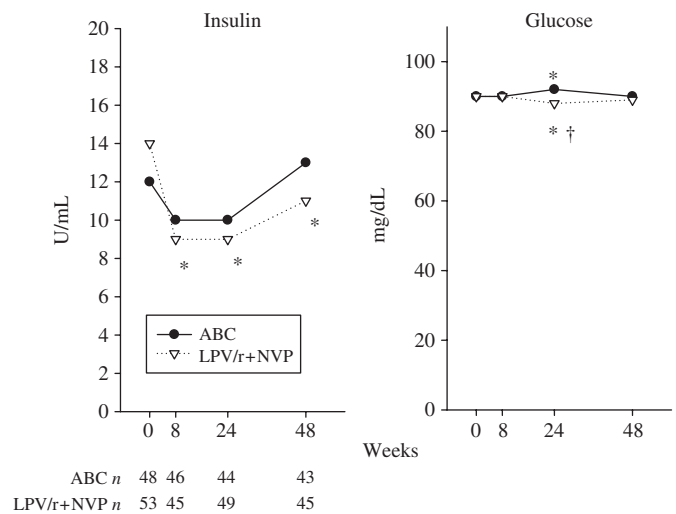 Insulin
20
18
16
14
12
10
8
6
4
2
0
U/mL
* * *
ABC
LPV/r+NVP
0 8 24 48
Glucose
100
80
60
40
20
0
mg/dL
*
* †
0 8 24 48
Weeks
ABC n 48 46 44 43
LPV/r+NVP n 53 45 49 45